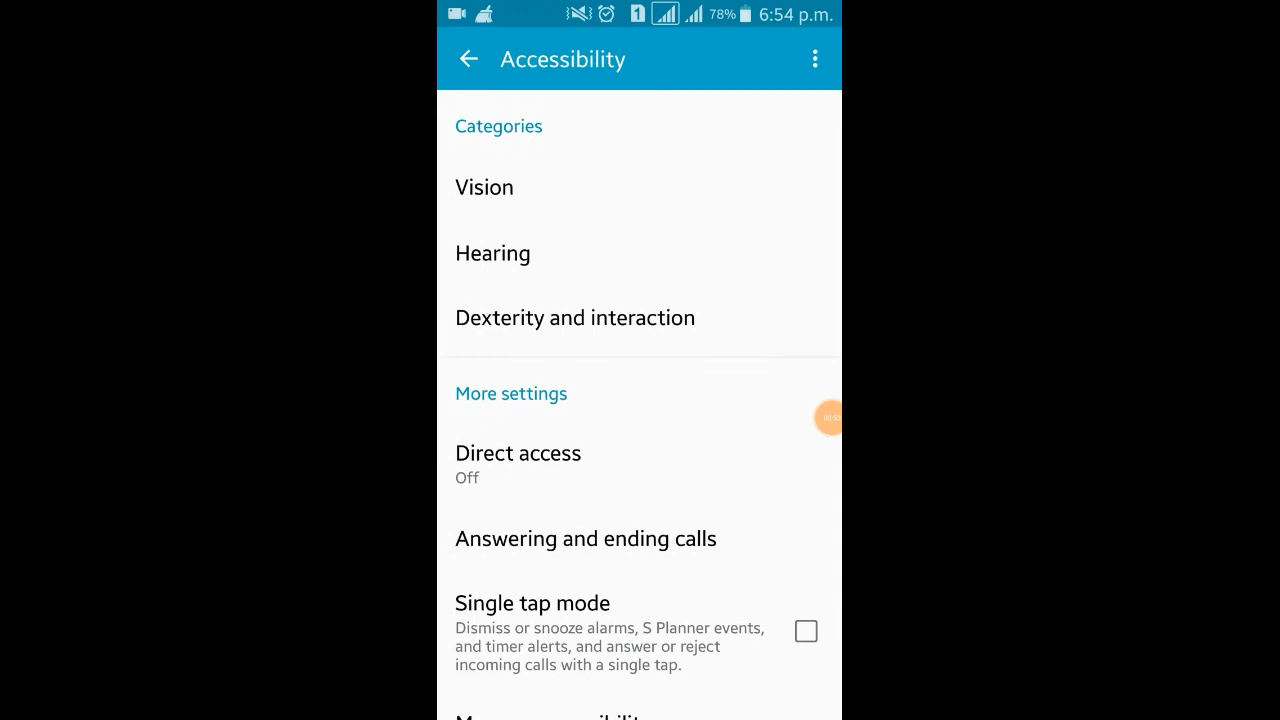 1 78% 6:54 p.m.
Accessibility
Categories
Vision
Hearing
Dexterity and interaction
More settings
Direct access
Off
Answering and ending calls
Single tap mode
Dismiss or snooze alarms, S Planner events,
and timer alerts, and answer or reject
incoming calls with a single tap.